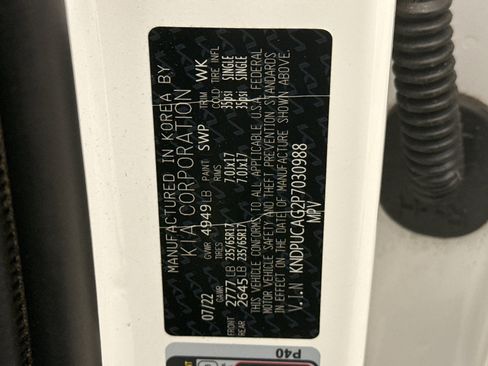 MANUFACTURED IN KOREA BY
KIA CORPORATION
07/22 GVWR 4949 LB PAINT SWP TRIM WK
TIRES RIMS COLD TIRE INFL
FRONT 2777 LB 235/65R17 7.0Jx17 35psi SINGLE
REAR 2645 LB 235/65R17 7.0Jx17 35psi SINGLE
THIS VEHICLE CONFORMS TO ALL APPLICABLE U.S.A. FEDERAL
MOTOR VEHICLE SAFETY AND THEFT PREVENTION STANDARDS
IN EFFECT ON THE DATE OF MANUFACTURE SHOWN ABOVE.
V.I.N KNDPUCAG2P7030988
MPV
P40